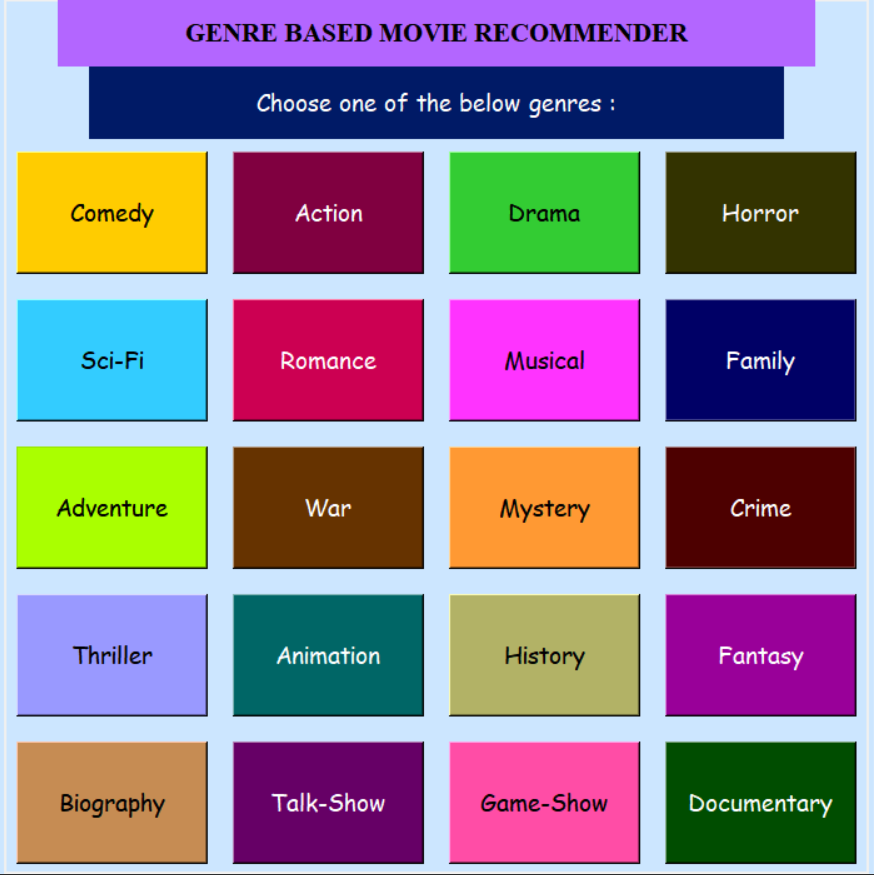 GENRE BASED MOVIE RECOMMENDER
Choose one of the below genres :
Comedy
Action
Drama
Horror
Sci-Fi
Romance
Musical
Family
Adventure
War
Mystery
Crime
Thriller
Animation
History
Fantasy
Biography
Talk-Show
Game-Show
Documentary